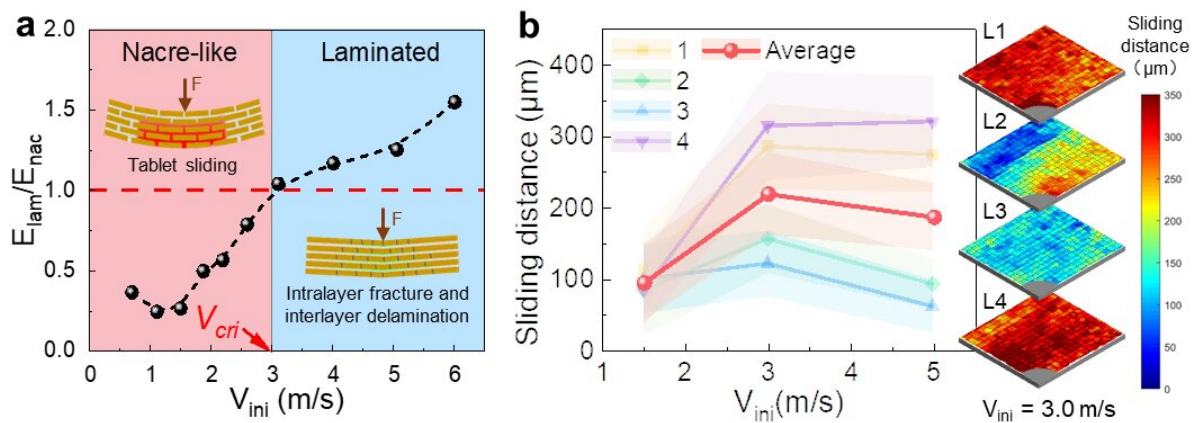 a
Nacre-like
Laminated
F
Tablet sliding
F
Intralayer fracture and
interlayer delamination
V_cri
2.0
1.5
1.0
0.5
0.0
E_lam/E_nac
0 1 2 3 4 5 6
V_ini (m/s)
b
1
2
3
4
Average
400
300
200
100
0
Sliding distance (μm)
1 2 3 4 5
V_ini(m/s)
L1
L2
L3
L4
V_ini = 3.0 m/s
Sliding
distance
(μm)
350
300
250
200
150
100
50
0